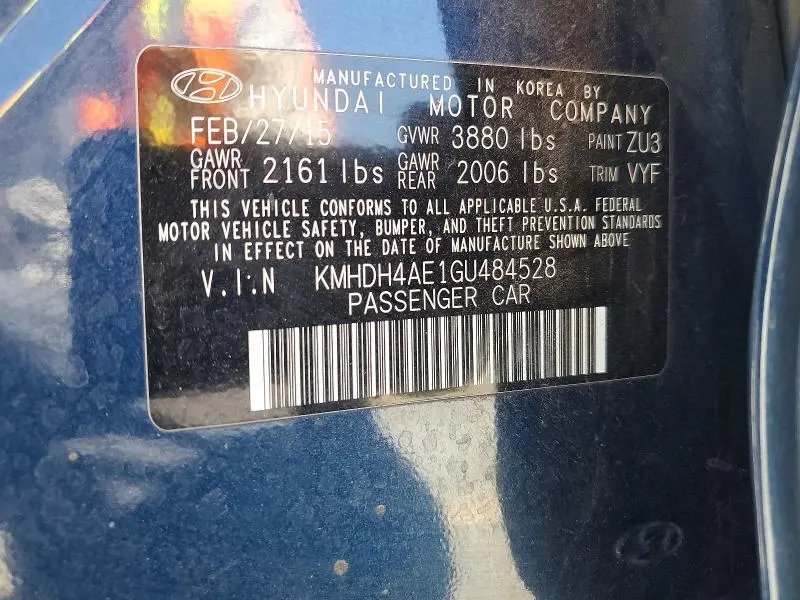 MANUFACTURED IN KOREA BY
HYUNDAI MOTOR COMPANY
FEB/27/15 GVWR 3880 lbs PAINT ZU3
GAWR FRONT 2161 lbs GAWR REAR 2006 lbs TRIM VYF
THIS VEHICLE CONFORMS TO ALL APPLICABLE U.S.A. FEDERAL
MOTOR VEHICLE SAFETY, BUMPER, AND THEFT PREVENTION STANDARDS
IN EFFECT ON THE DATE OF MANUFACTURE SHOWN ABOVE.
V.I.N KMHDH4AE1GU484528
PASSENGER CAR